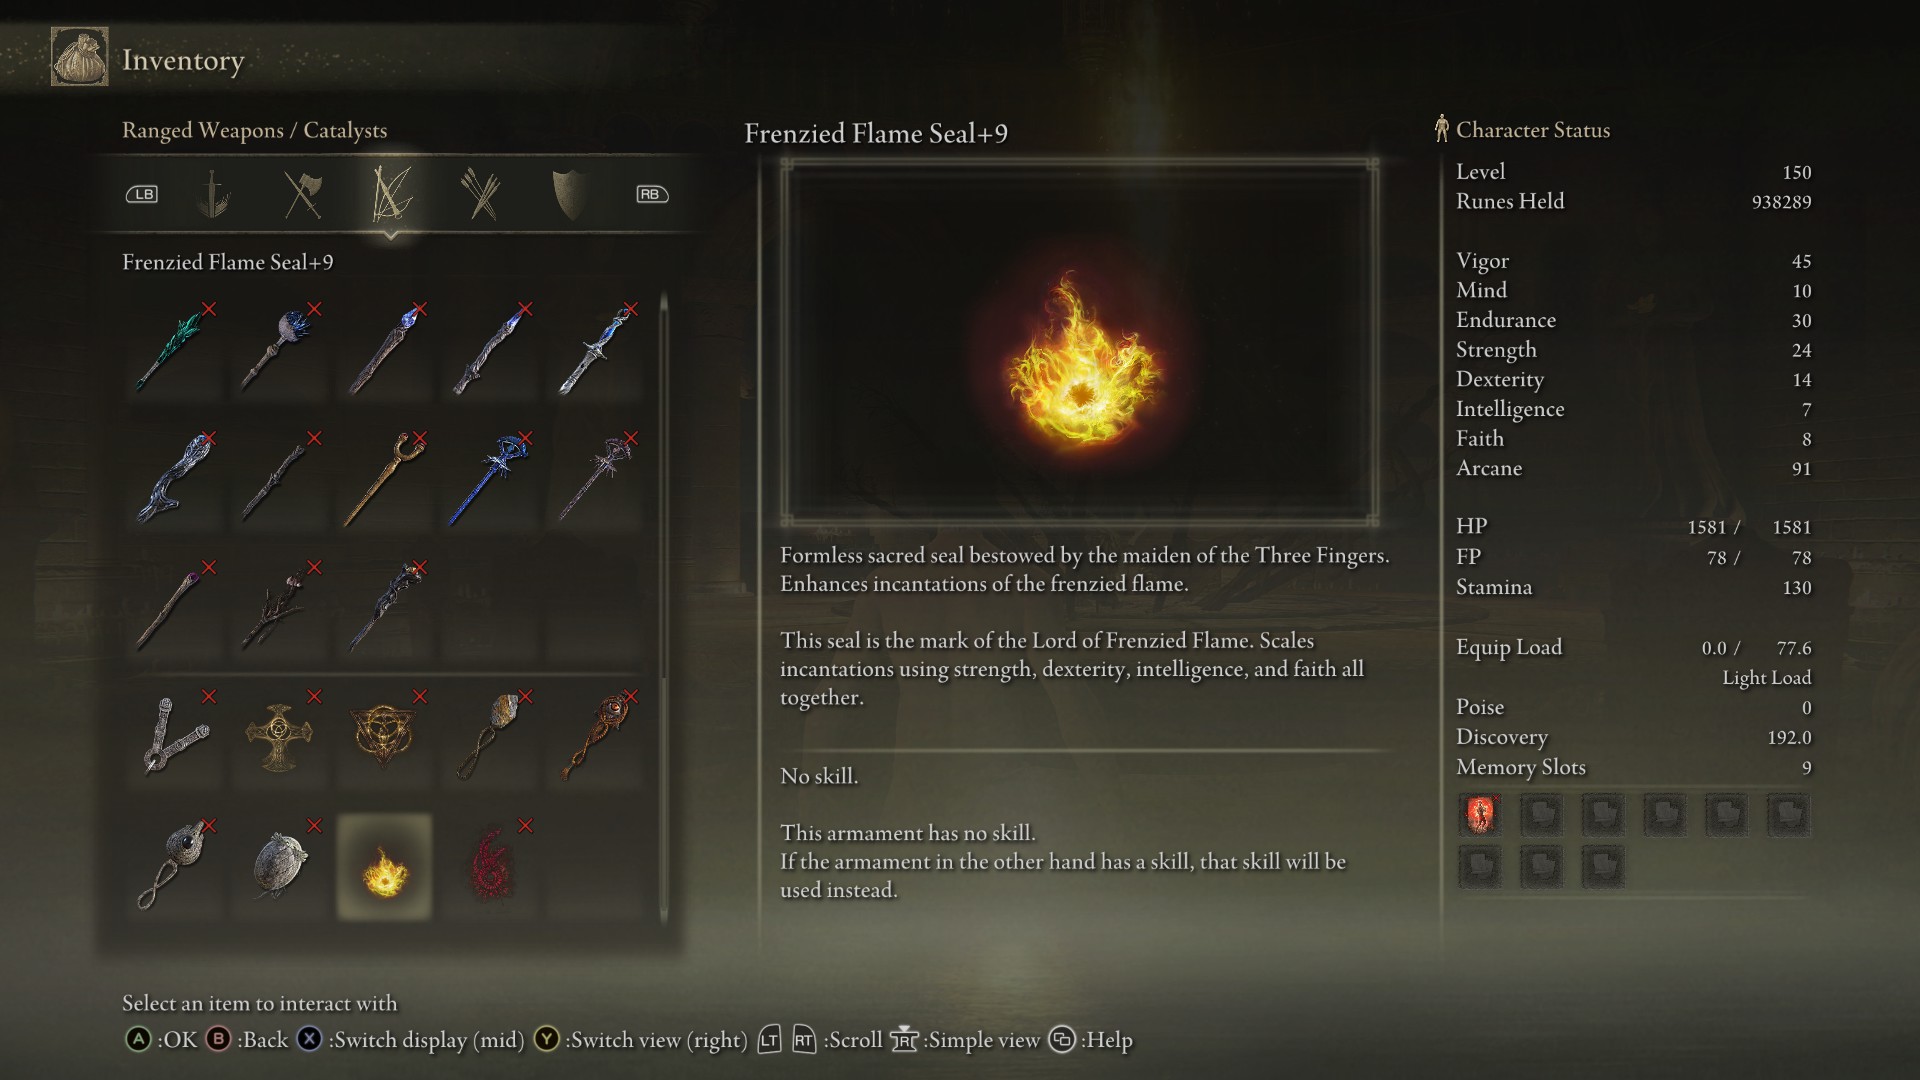 Inventory
Ranged Weapons / Catalysts
LB
RB
Frenzied Flame Seal+9
Frenzied Flame Seal+9
Formless sacred seal bestowed by the maiden of the Three Fingers.
Enhances incantations of the frenzied flame.
This seal is the mark of the Lord of Frenzied Flame. Scales
incantations using strength, dexterity, intelligence, and faith all
together.
No skill.
This armament has no skill.
If the armament in the other hand has a skill, that skill will be
used instead.
Character Status
Level 150
Runes Held 938289
Vigor 45
Mind 10
Endurance 30
Strength 24
Dexterity 14
Intelligence 7
Faith 8
Arcane 91
HP 1581 / 1581
FP 78 / 78
Stamina 130
Equip Load 0.0 / 77.6
Light Load
Poise 0
Discovery 192.0
Memory Slots 9
Select an item to interact with
A :OK B :Back X :Switch display (mid) Y :Switch view (right) LT RT :Scroll R :Simple view :Help